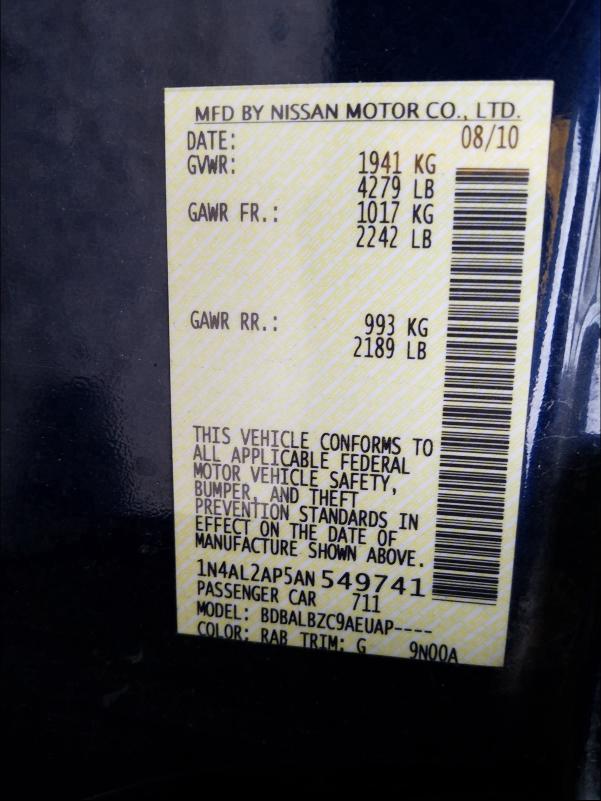 MFD BY NISSAN MOTOR CO., LTD.
DATE: 08/10
GVWR: 1941 KG
4279 LB
GAWR FR.: 1017 KG
2242 LB
GAWR RR.: 993 KG
2189 LB
THIS VEHICLE CONFORMS TO
ALL APPLICABLE FEDERAL
MOTOR VEHICLE SAFETY,
BUMPER, AND THEFT
PREVENTION STANDARDS IN
EFFECT ON THE DATE OF
MANUFACTURE SHOWN ABOVE.
1N4AL2AP5AN 549741
PASSENGER CAR 711
MODEL: BDBALBZC9AEUAP----
COLOR: RAB TRIM: G 9N00A